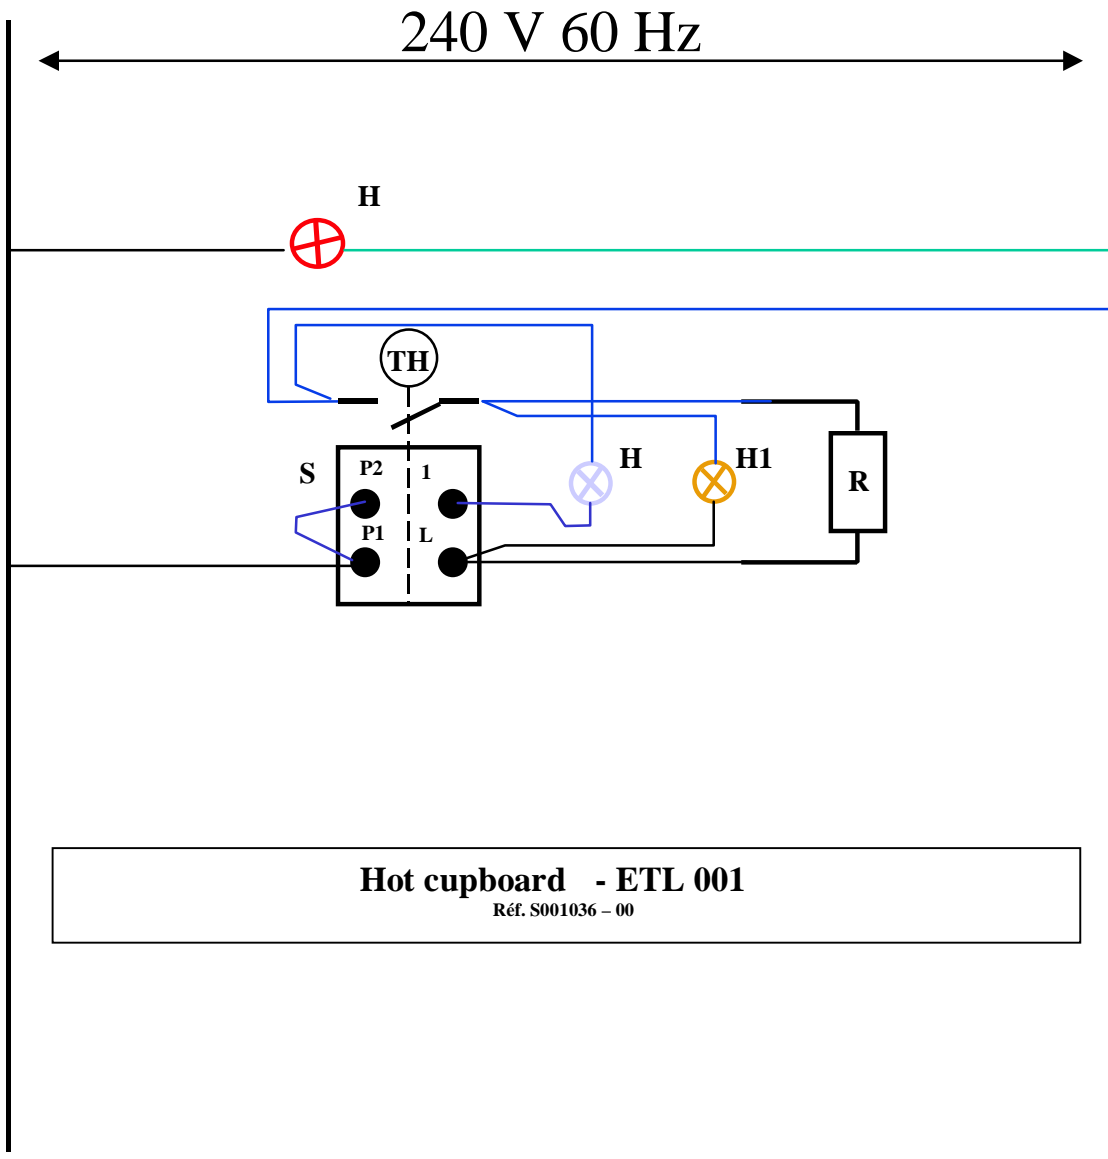 240 V 60 Hz
H
TH
S P2 1 H H1 R
P1 L
Hot cupboard - ETL 001
Réf. S001036 – 00